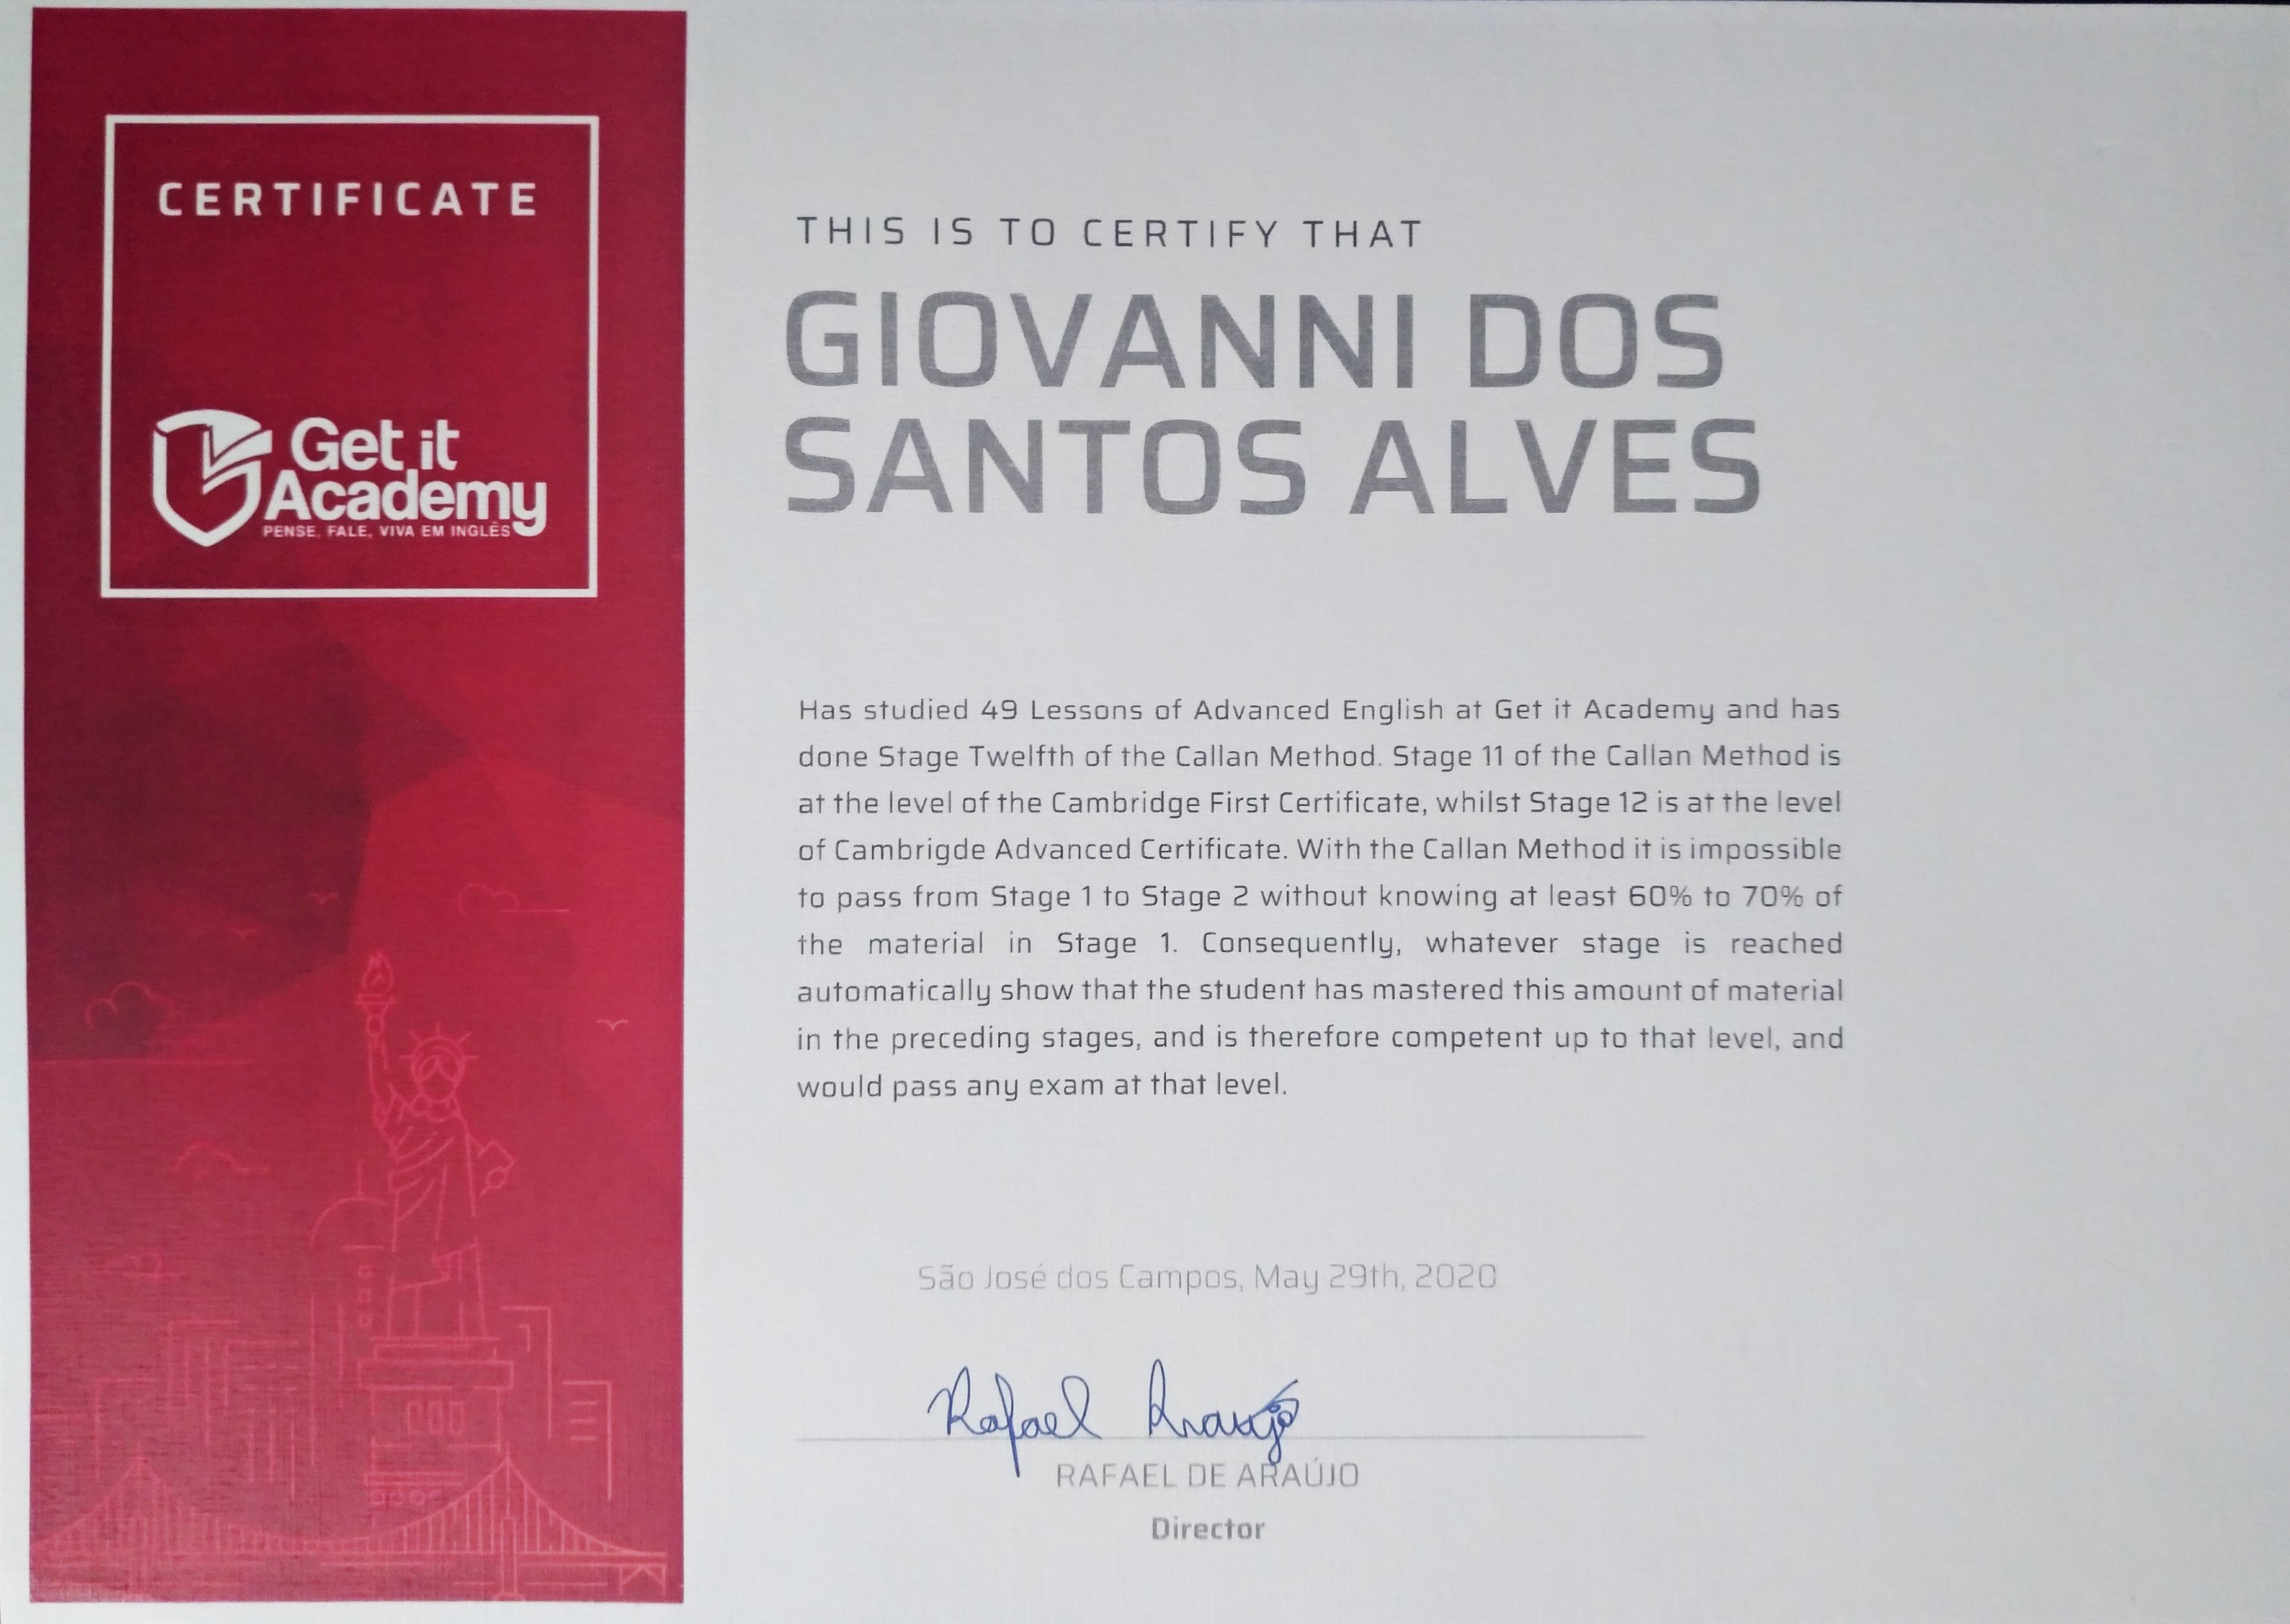 CERTIFICATE
Get it
Academy
PENSE, FALE, VIVA EM INGLÊS
THIS IS TO CERTIFY THAT
GIOVANNI DOS
SANTOS ALVES
Has studied 49 Lessons of Advanced English at Get it Academy and has
done Stage Twelfth of the Callan Method. Stage 11 of the Callan Method is
at the level of the Cambridge First Certificate, whilst Stage 12 is at the level
of Cambrigde Advanced Certificate. With the Callan Method it is impossible
to pass from Stage 1 to Stage 2 without knowing at least 60% to 70% of
the material in Stage 1. Consequently, whatever stage is reached
automatically show that the student has mastered this amount of material
in the preceding stages, and is therefore competent up to that level, and
would pass any exam at that level.
São José dos Campos, May 29th, 2020
Rafael Araujo
RAFAEL DE ARAÚJO
Director